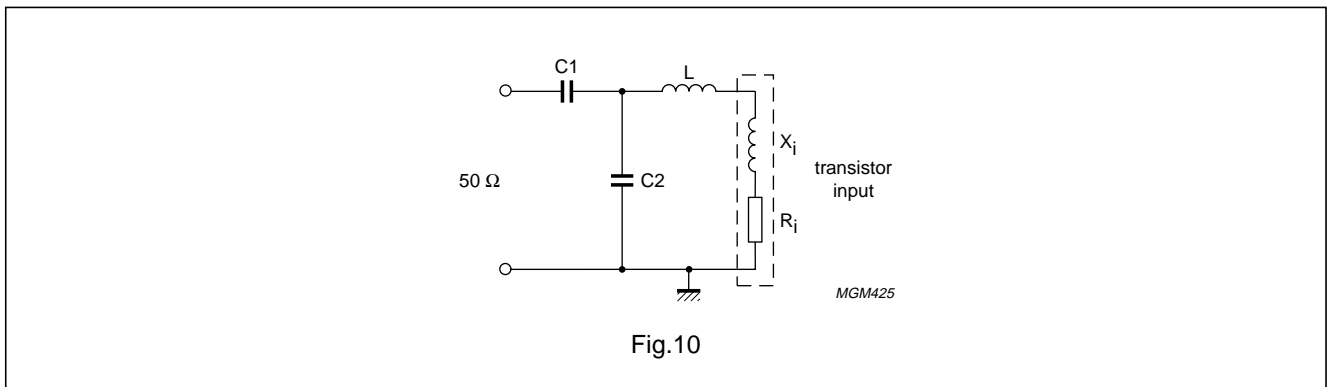 C1
L
X_i
50 Ω
C2
transistor
input
R_i
MGM425
Fig.10